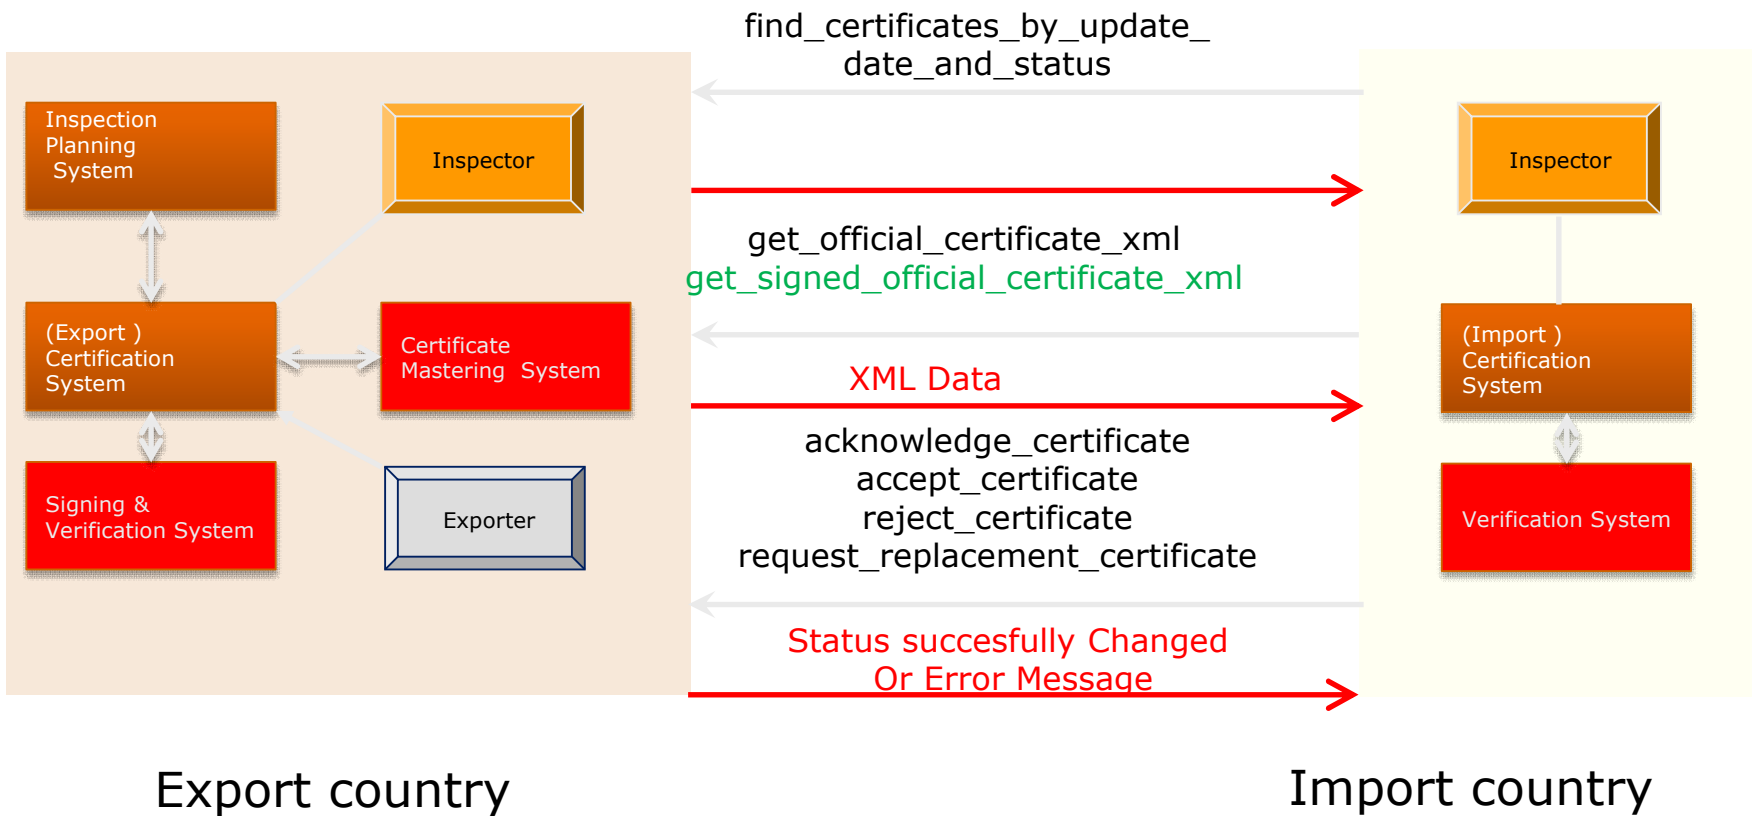 find_certificates_by_update_
date_and_status
Inspection
Planning
System
Inspector
Inspector
get_official_certificate_xml
get_signed_official_certificate_xml
(Export )
Certification
System
Certificate
Mastering System
(Import )
Certification
System
XML Data
acknowledge_certificate
accept_certificate
reject_certificate
request_replacement_certificate
Signing &
Verification System
Exporter
Verification System
Status succesfully Changed
Or Error Message
Export country
Import country